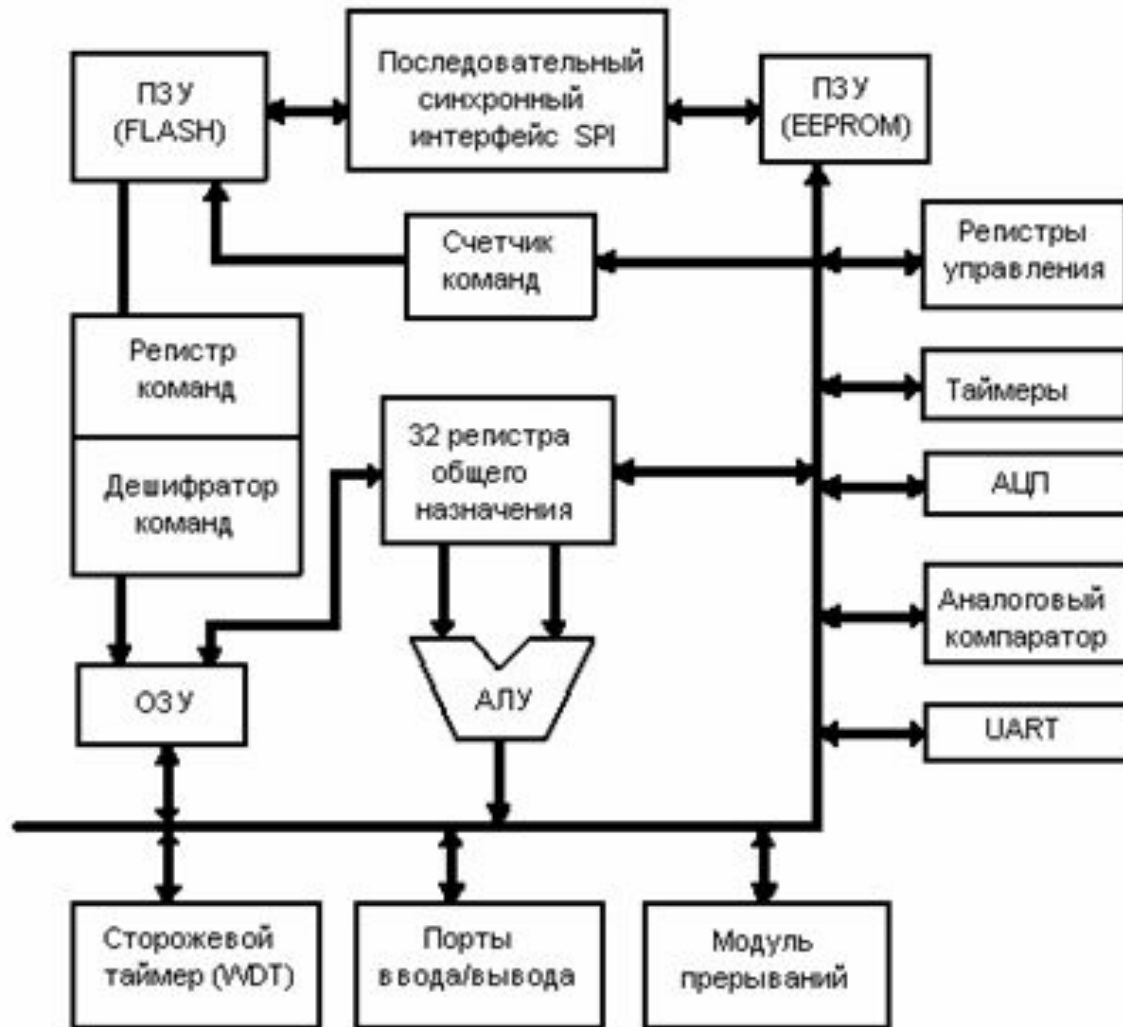 ПЗУ
(FLASH)
Последовательный
синхронный
интерфейс SPI
ПЗУ
(EEPROM)
Счетчик
команд
Регистры
управления
Регистр
команд
Таймеры
32 регистра
общего
назначения
Дешифратор
команд
АЦП
Аналоговый
компаратор
ОЗУ
АЛУ
UART
Сторожевой
таймер (WDT)
Порты
ввода/вывода
Модуль
прерываний